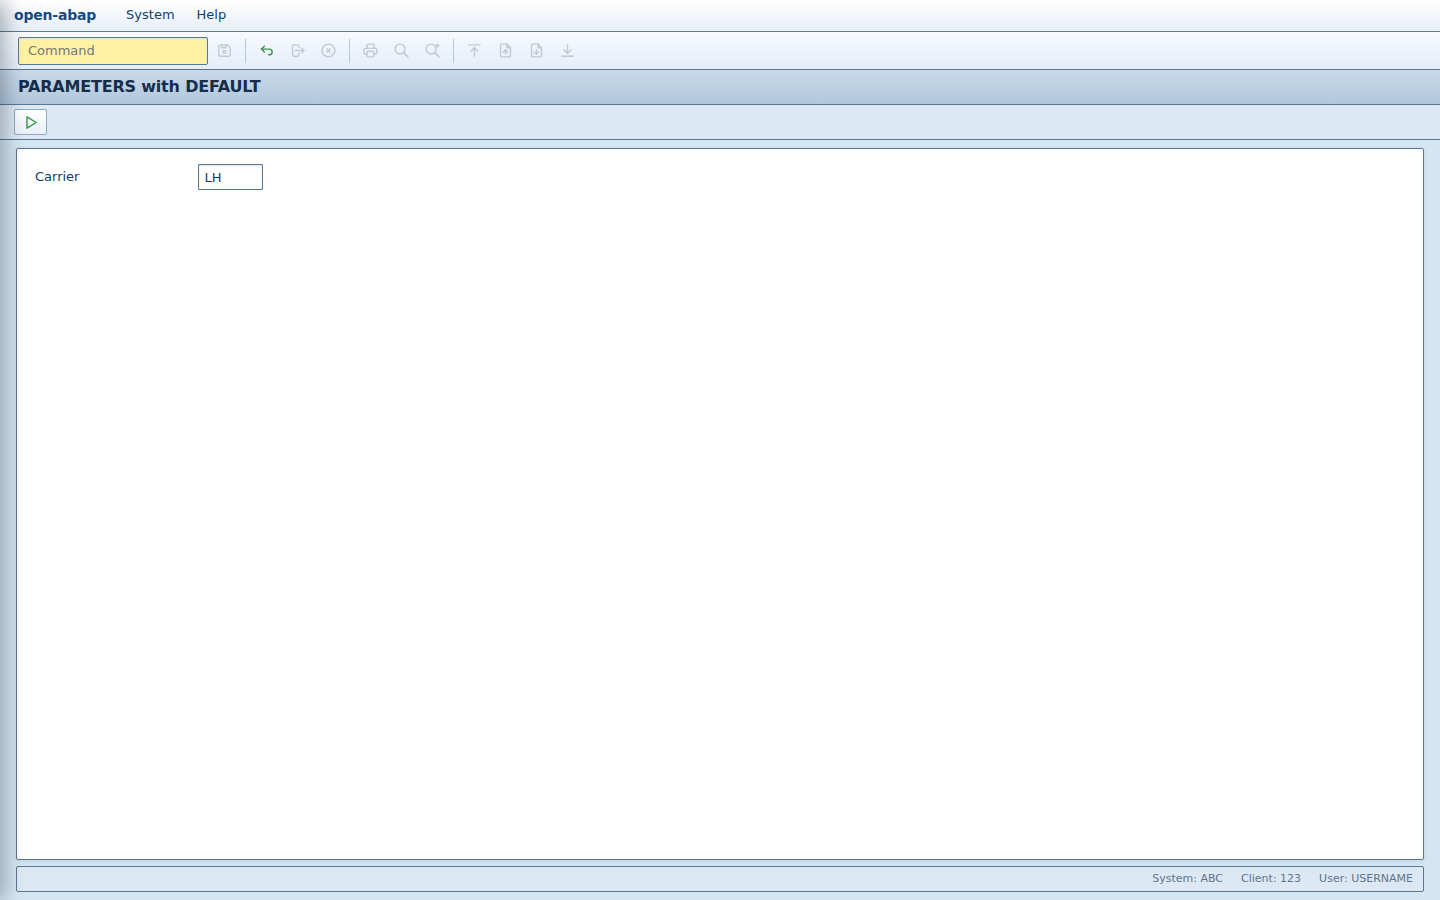 open-abap System Help
Command
PARAMETERS with DEFAULT
Carrier LH
System: ABC Client: 123 User: USERNAME